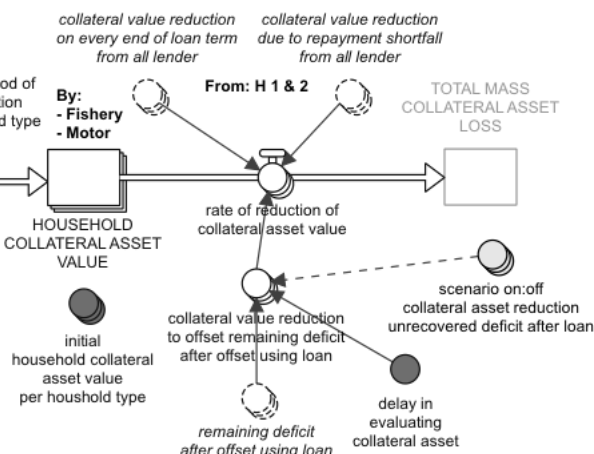 collateral value reduction
on every end of loan term
from all lender
collateral value reduction
due to repayment shortfall
from all lender
od of
tion
d type
By:
- Fishery
- Motor
From: H 1 & 2
TOTAL MASS
COLLATERAL ASSET
LOSS
HOUSEHOLD
COLLATERAL ASSET
VALUE
rate of reduction of
collateral asset value
scenario on:off
collateral asset reduction
unrecovered deficit after loan
collateral value reduction
to offset remaining deficit
after offset using loan
initial
household collateral
asset value
per houshold type
delay in
evaluating
collateral asset
remaining deficit
after offset using loan